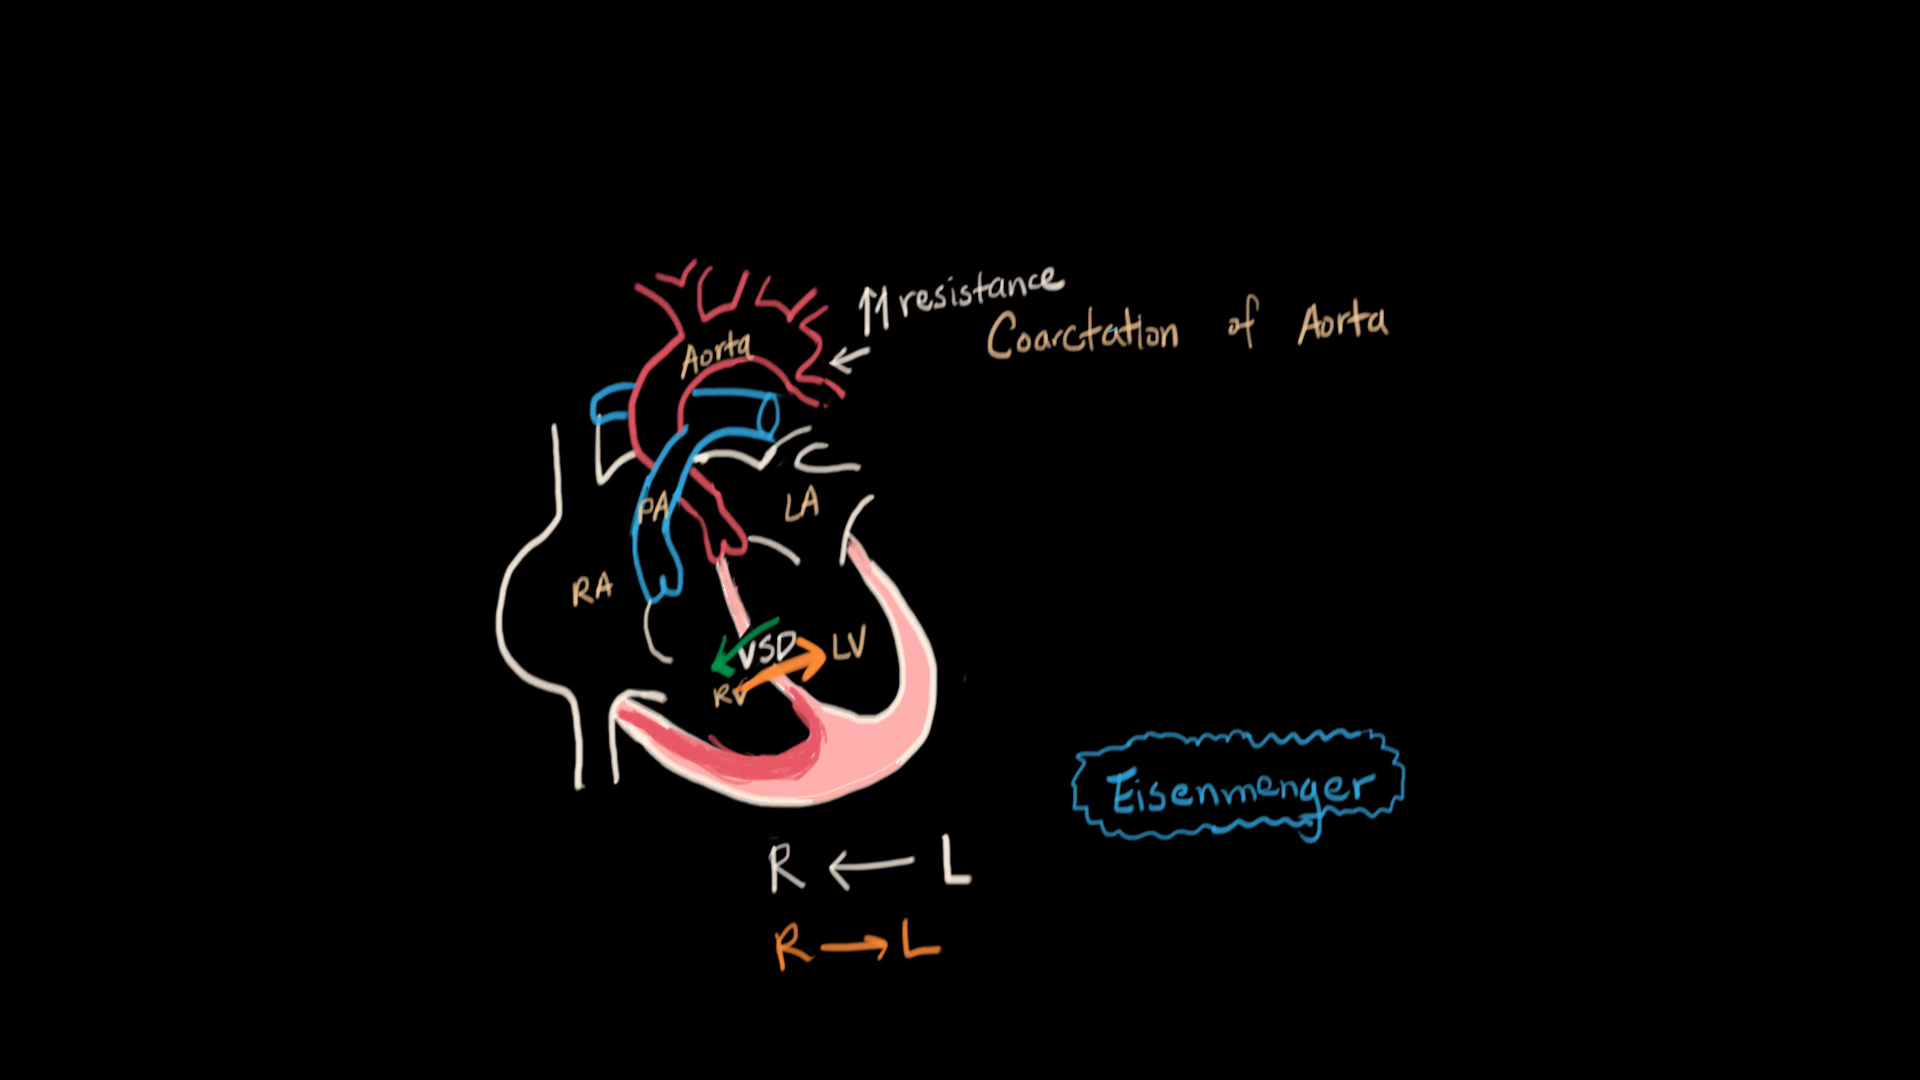 ↑↑ resistance
Coarctation of Aorta
Aorta
PA
LA
RA
VSD
LV
RV
Eisenmenger
R ← L
R → L